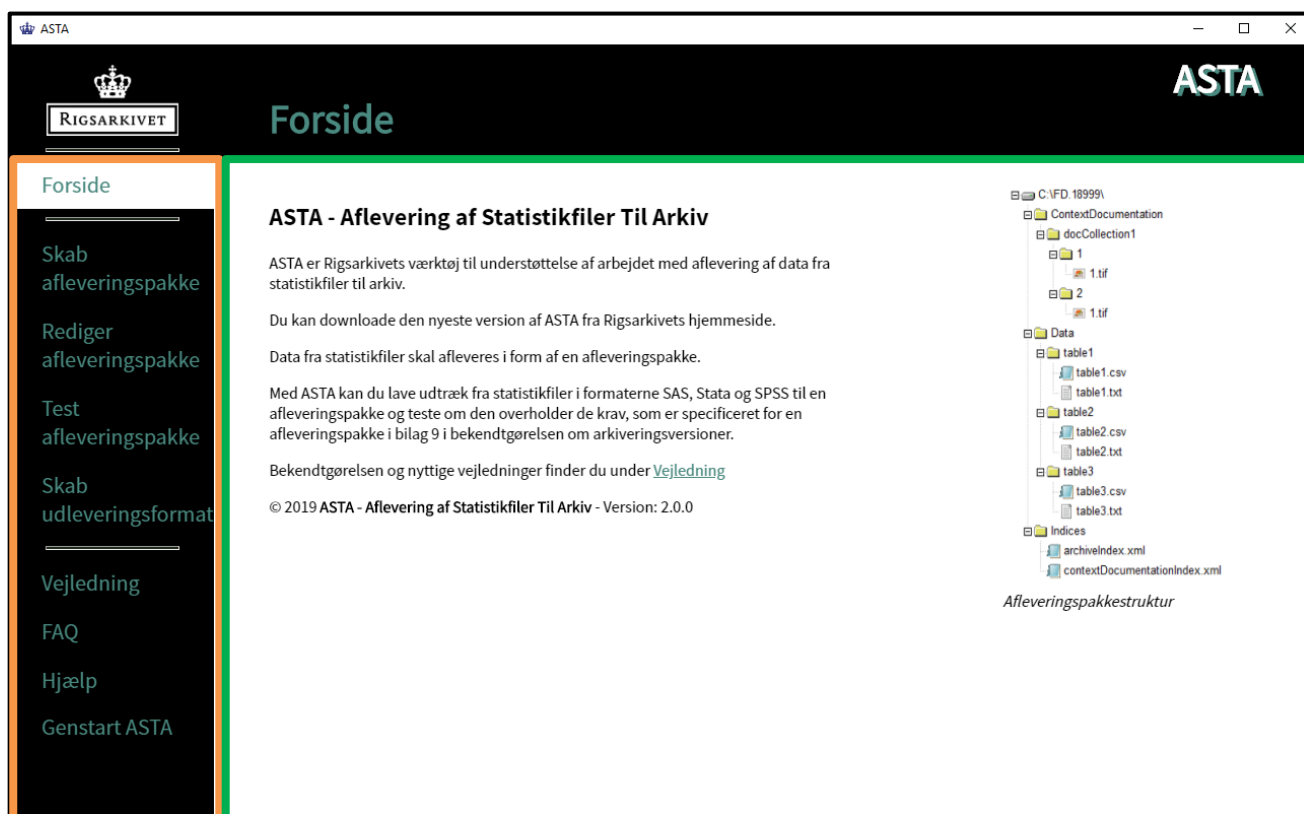 ASTA
RIGSARKIVET
Forside
ASTA
Forside
Skab
afleveringspakke
Rediger
afleveringspakke
Test
afleveringspakke
Skab
udleveringsformat
Vejledning
FAQ
Hjælp
Genstart ASTA
ASTA - Aflevering af Statistikfiler Til Arkiv
ASTA er Rigsarkivets værktøj til understøttelse af arbejdet med aflevering af data fra
statistikfiler til arkiv.
Du kan downloade den nyeste version af ASTA fra Rigsarkivets hjemmeside.
Data fra statistikfiler skal afleveres i form af en afleveringspakke.
Med ASTA kan du lave udtræk fra statistikfiler i formaterne SAS, Stata og SPSS til en
afleveringspakke og teste om den overholder de krav, som er specificeret for en
afleveringspakke i bilag 9 i bekendtgørelsen om arkiveringsversioner.
Bekendtgørelsen og nyttige vejledninger finder du under Vejledning
© 2019 ASTA - Aflevering af Statistikfiler Til Arkiv - Version: 2.0.0
C:\FD.18999\
ContextDocumentation
docCollection1
1
1.tif
2
1.tif
Data
table1
table1.csv
table1.txt
table2
table2.csv
table2.txt
table3
table3.csv
table3.txt
Indices
archiveIndex.xml
contextDocumentationIndex.xml
Afleveringspakkestruktur